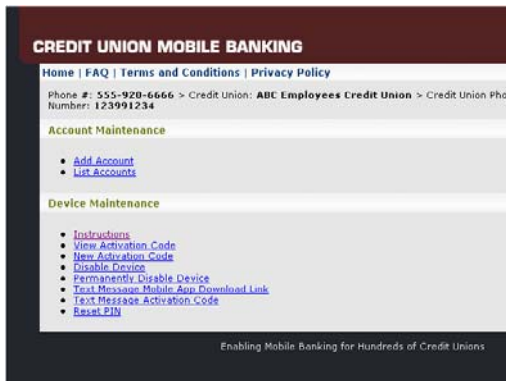 CREDIT UNION MOBILE BANKING
Home | FAQ | Terms and Conditions | Privacy Policy
Phone #: 555-920-6666 > Credit Union: ABC Employees Credit Union > Credit Union Pho
Number: 123991234
Account Maintenance
Add Account
List Accounts
Device Maintenance
Instructions
View Activation Code
New Activation Code
Disable Device
Permanently Disable Device
Text Message Mobile App Download Link
Text Message Activation Code
Reset PIN
Enabling Mobile Banking for Hundreds of Credit Unions